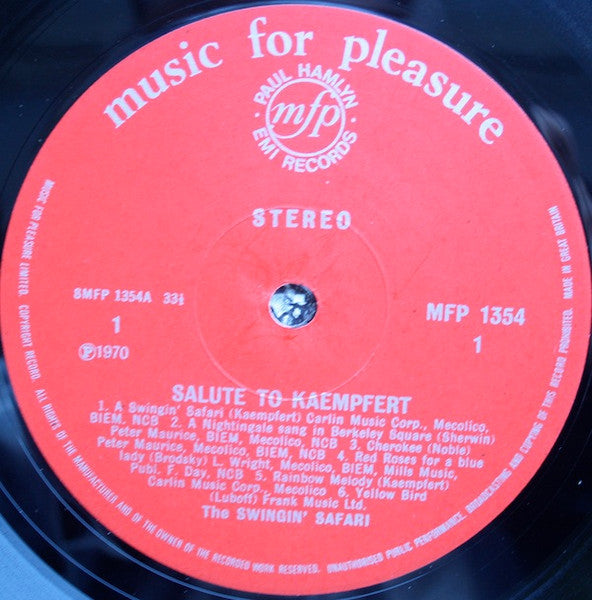 music for pleasure
PAUL HAMLYN
mfp
EMI RECORDS
STEREO
SMFP 1354A 33⅓
1
℗1970
MFP 1354
1
SALUTE TO KAEMPFERT
1. A Swingin' Safari (Kaempfert) Carlin Music Corp., Mecolico,
BIEM, NCB 2. A Nightingale sang in Berkeley Square (Sherwin)
Peter Maurice, BIEM, Mecolico, NCB 3. Cherokee (Noble)
Peter Maurice, BIEM, Mecolico, NCB 4. Red Roses for a blue
lady (Brodaky) L. Wright, Mecolico, BIEM, Mills Music,
Publ. F. Day, NCB 5. Rainbow Melody (Kaempfert)
Carlin Music Corp., Mecolico 6. Yellow Bird
(Luboff) Frank Music Ltd.
The SWINGIN' SAFARI
MUSIC FOR PLEASURE LIMITED. COPYRIGHT RECORD. ALL RIGHTS OF THE MANUFACTURER AND OF THE OWNER OF THE RECORDED WORK RESERVED. UNAUTHORISED PUBLIC PERFORMANCE, BROADCASTING AND COPYING OF THIS RECORD PROHIBITED. MADE IN GREAT BRITAIN